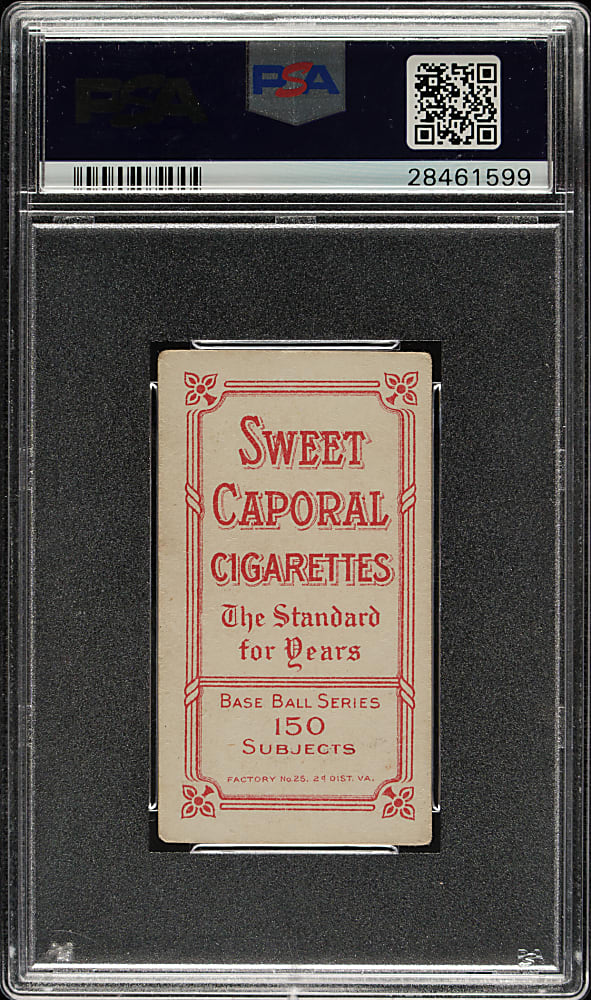 PSA
PSA
28461599
SWEET
CAPORAL
CIGARETTES
The Standard
for Years
BASE BALL SERIES
150
SUBJECTS
FACTORY No. 25, 2d DIST. VA.